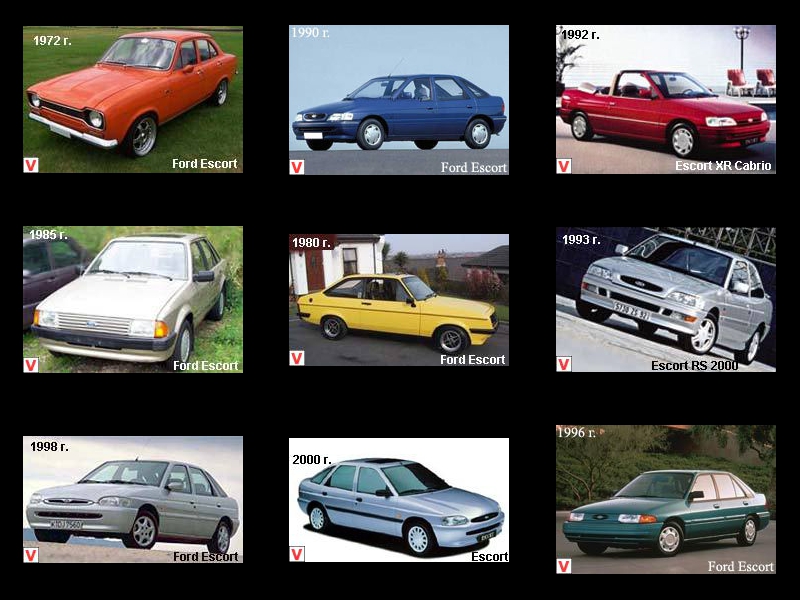 1972 г.
Ford Escort
V
1990 г.
Ford Escort
V
1992 г.
Escort XR Cabrio
V
1985 г.
Ford Escort
V
1980 г.
Ford Escort
V
1993 г.
Escort RS 2000
V
1998 г.
Ford Escort
V
2000 г.
Escort
V
1996 г.
Ford Escort
V